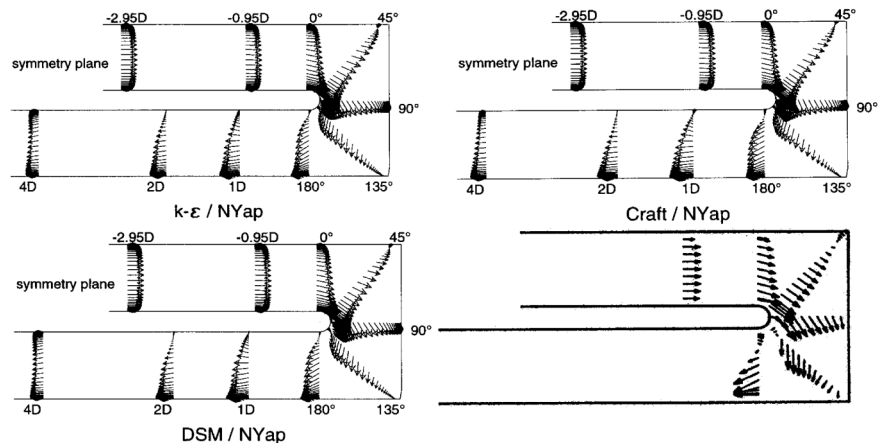 -2.95D -0.95D 0° 45°
symmetry plane
90°
4D 2D 1D 180° 135°
k-ε / NYap
-2.95D -0.95D 0° 45°
symmetry plane
90°
4D 2D 1D 180° 135°
Craft / NYap
-2.95D -0.95D 0° 45°
symmetry plane
90°
4D 2D 1D 180° 135°
DSM / NYap